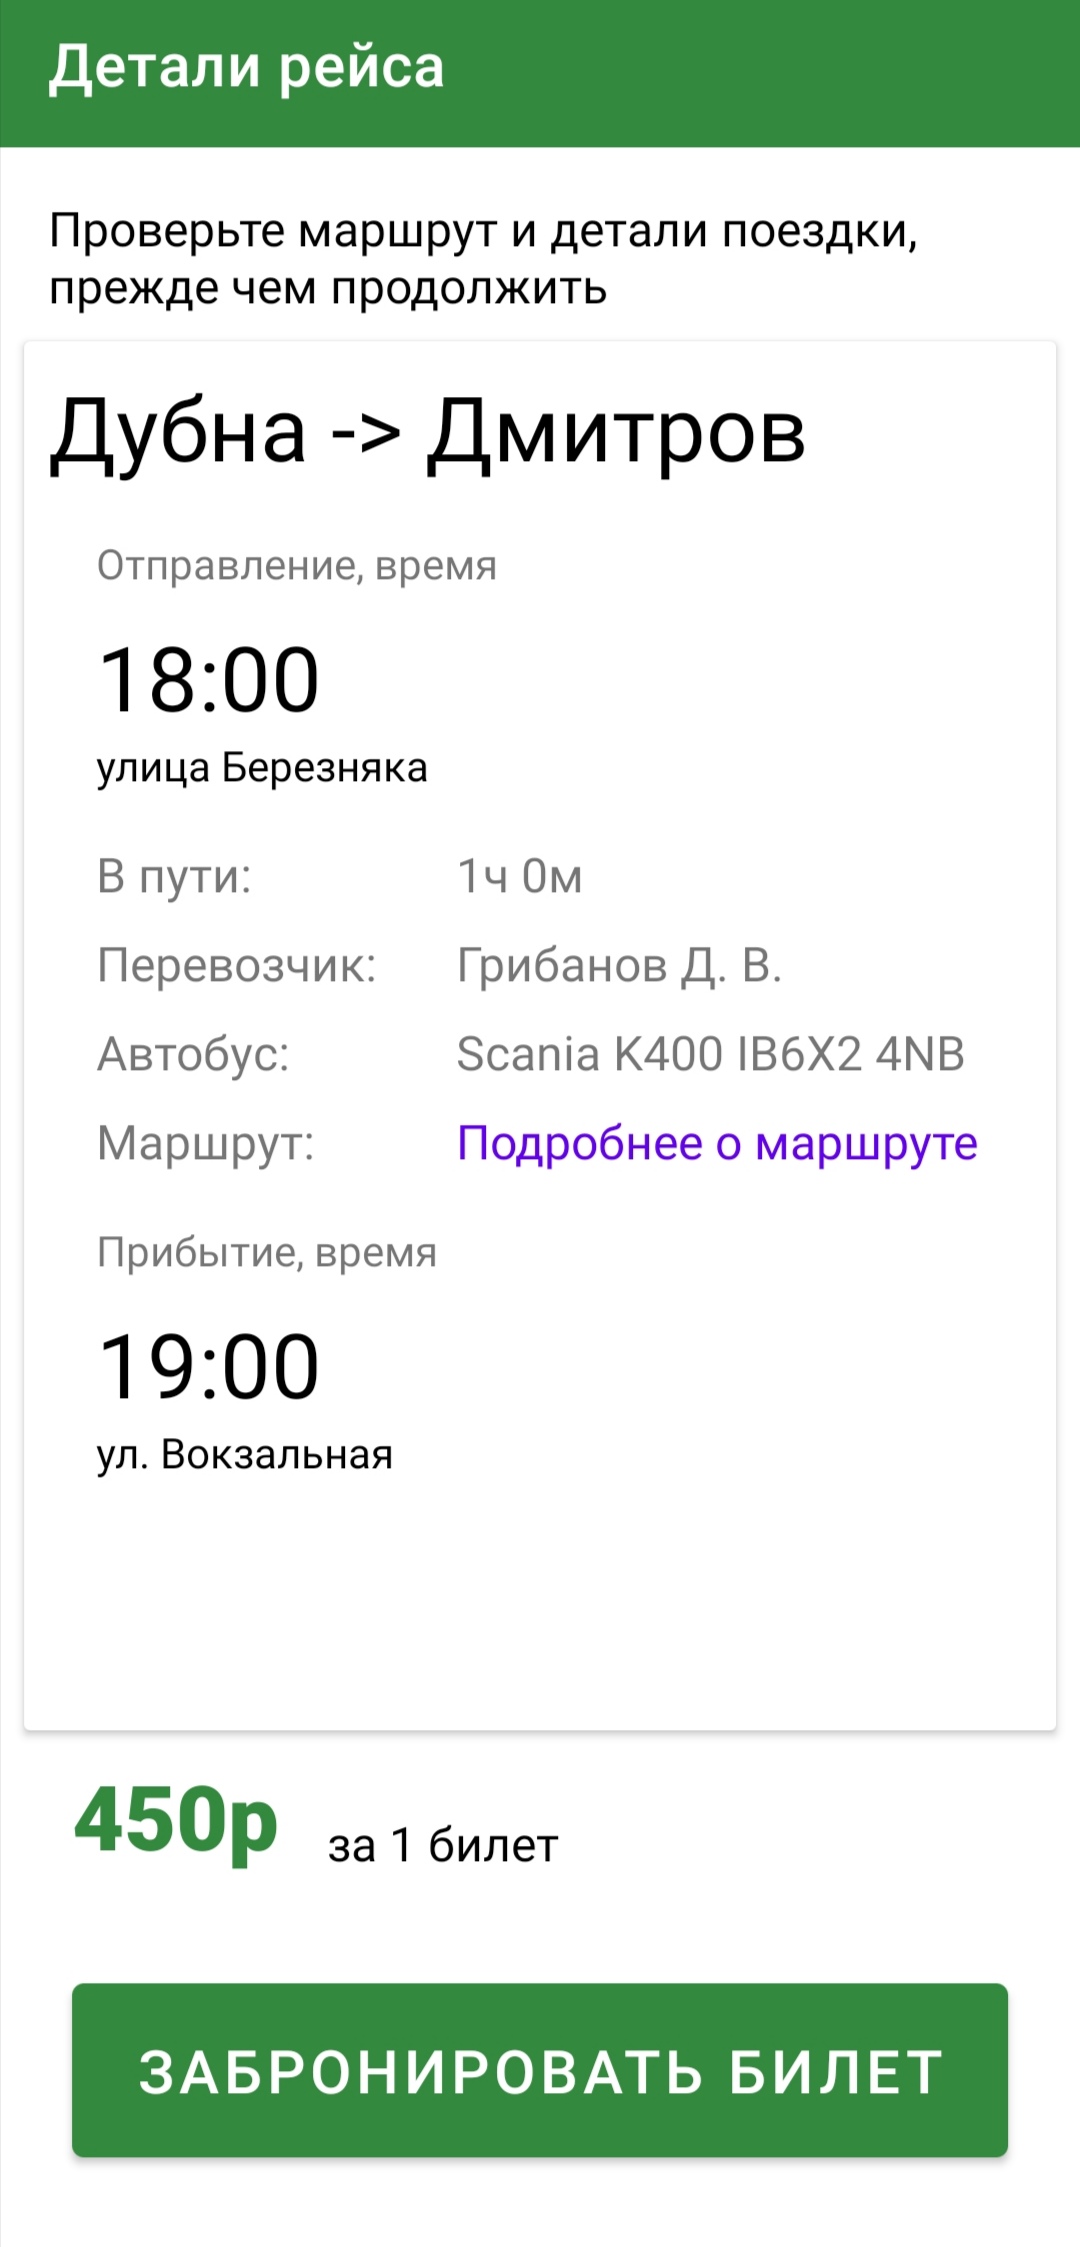 Детали рейса
Проверьте маршрут и детали поездки,
прежде чем продолжить
Дубна -> Дмитров
Отправление, время
18:00
улица Березняка
В пути: 1ч 0м
Перевозчик: Грибанов Д. В.
Автобус: Scania K400 IB6X2 4NB
Маршрут: Подробнее о маршруте
Прибытие, время
19:00
ул. Вокзальная
450р за 1 билет
ЗАБРОНИРОВАТЬ БИЛЕТ